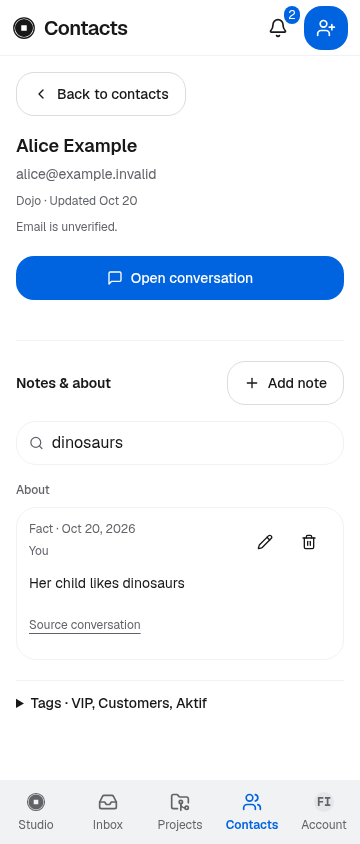 Contacts
2
Back to contacts
Alice Example
alice@example.invalid
Dojo · Updated Oct 20
Email is unverified.
Open conversation
Notes & about
Add note
dinosaurs
About
Fact · Oct 20, 2026
You
Her child likes dinosaurs
Source conversation
Tags · VIP, Customers, Aktif
FI
Studio Inbox Projects Contacts Account